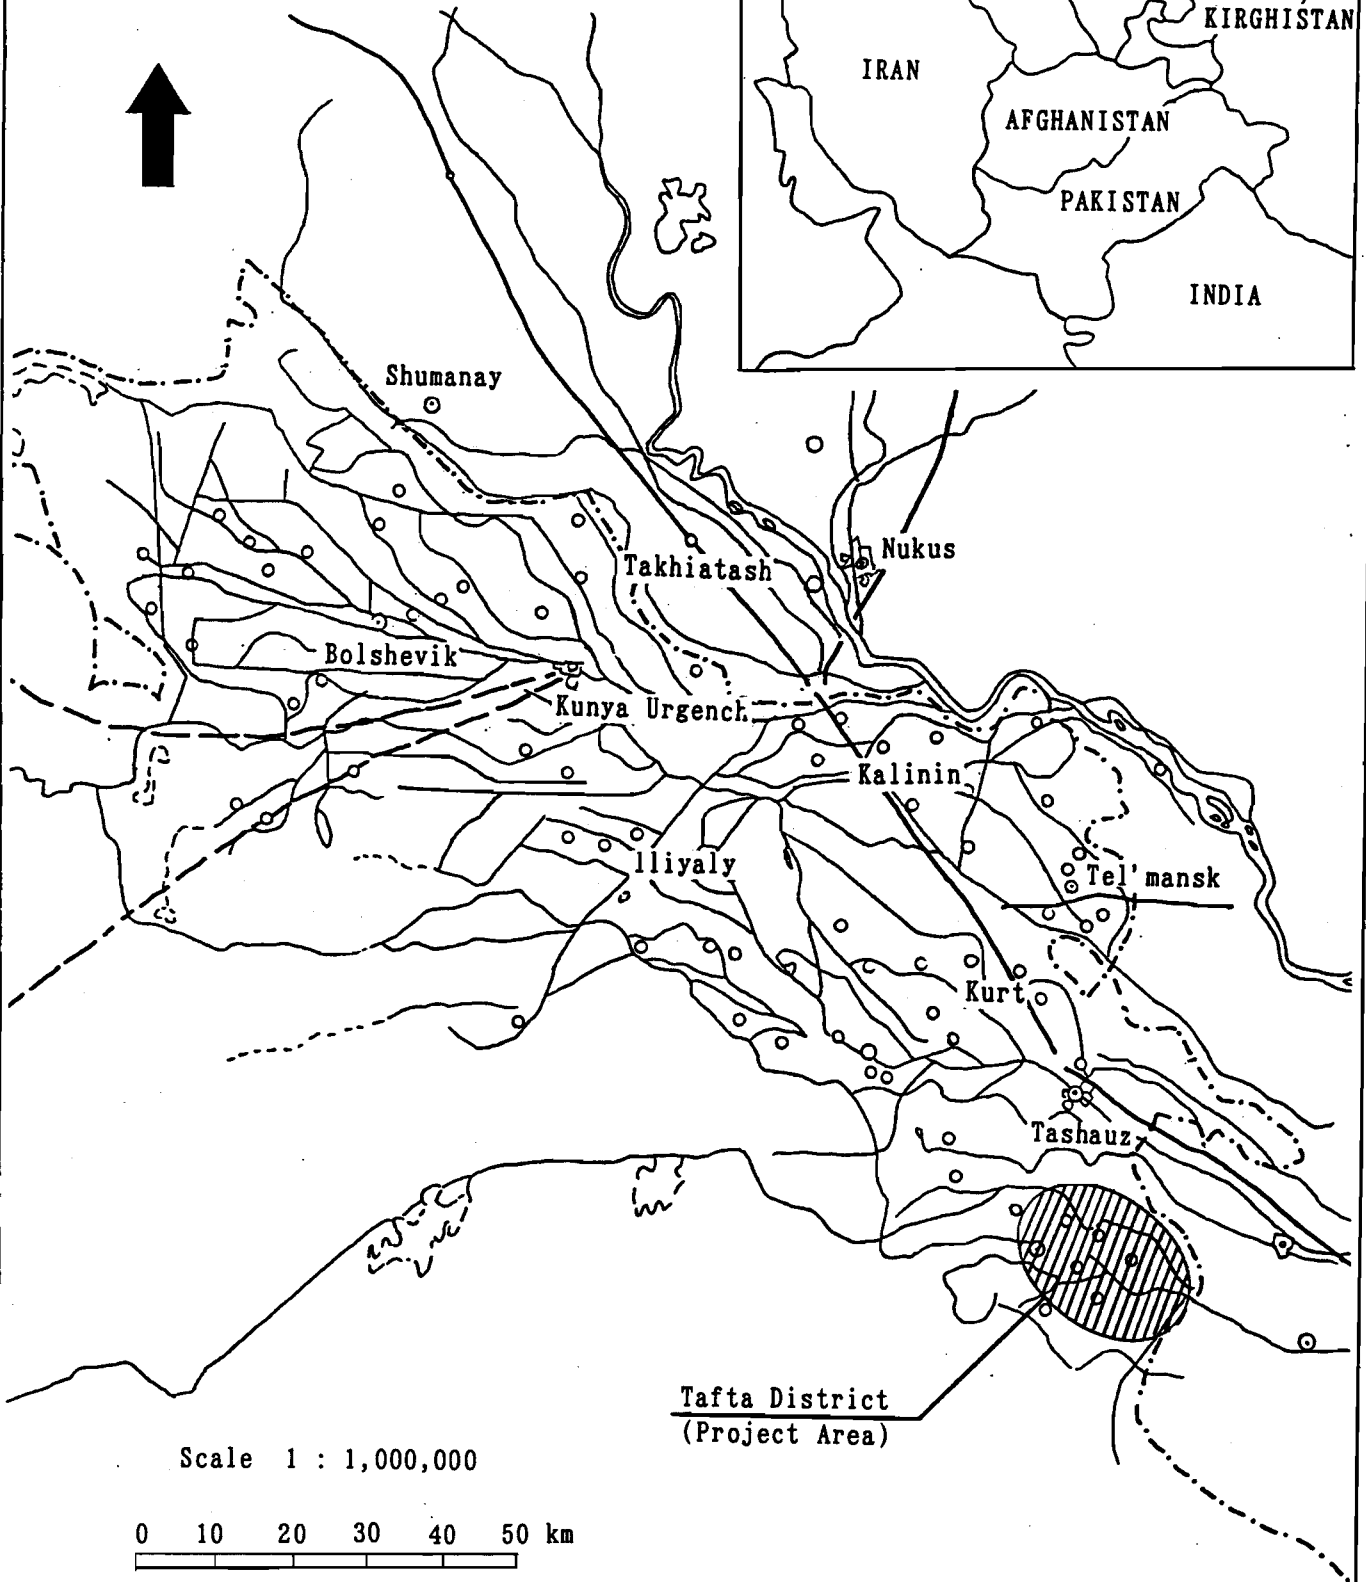 KIRGHISTAN
IRAN
AFGHANISTAN
PAKISTAN
INDIA
Shumanay
Nukus
Takhiatash
Bolshevik
Kunya Urgench
Kalinin
lliyaly
Tel'mansk
Kurt
Tashauz
Tafta District
(Project Area)
Scale 1 : 1,000,000
0 10 20 30 40 50 km